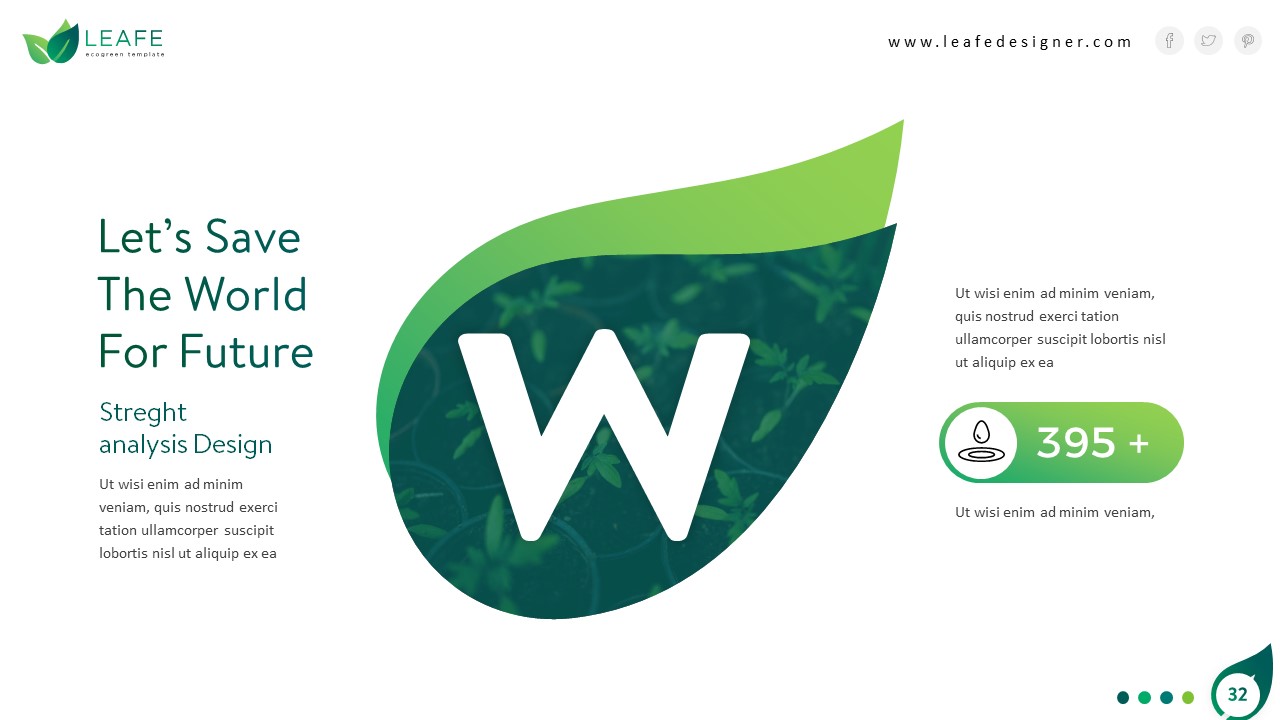 LEAFE
ecogreen template
www.leafedesigner.com
Let’s Save
The World
For Future
Streght
analysis Design
Ut wisi enim ad minim
veniam, quis nostrud exerci
tation ullamcorper suscipit
lobortis nisl ut aliquip ex ea
W
Ut wisi enim ad minim veniam,
quis nostrud exerci tation
ullamcorper suscipit lobortis nisl
ut aliquip ex ea
395 +
Ut wisi enim ad minim veniam,
32